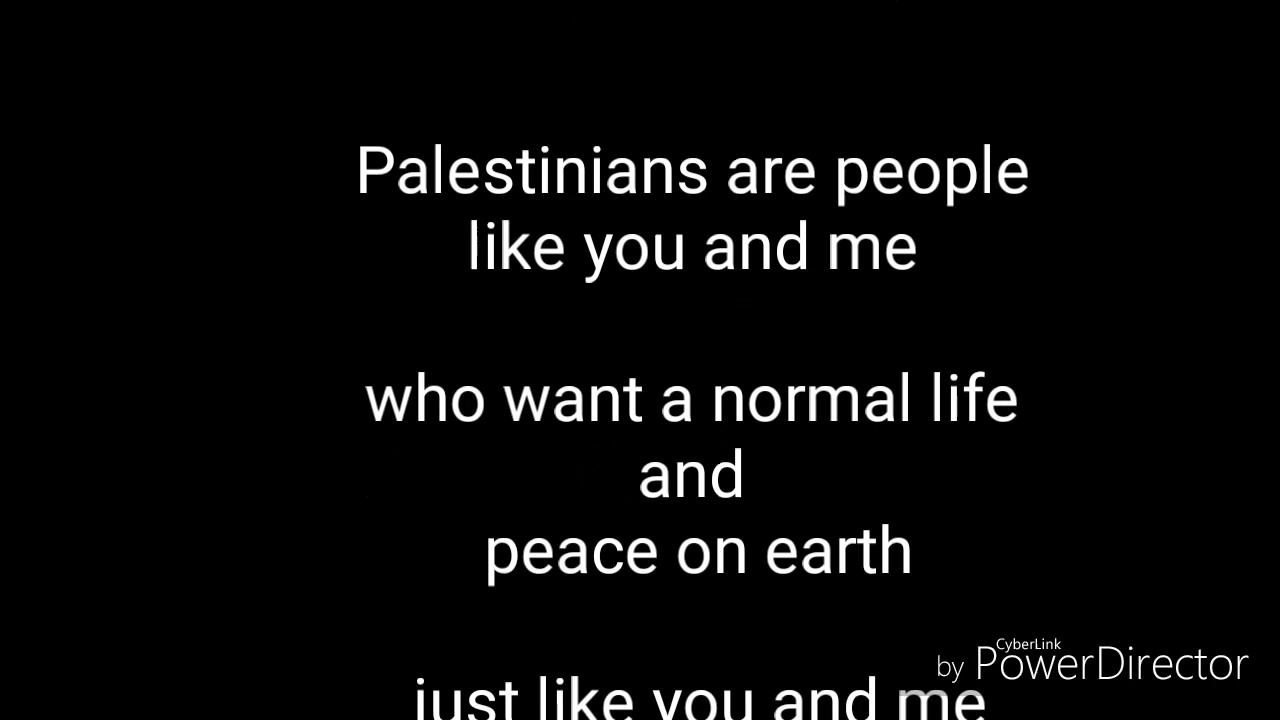 Palestinians are people
like you and me
who want a normal life
and
peace on earth
just like you and me
CyberLink
by PowerDirector